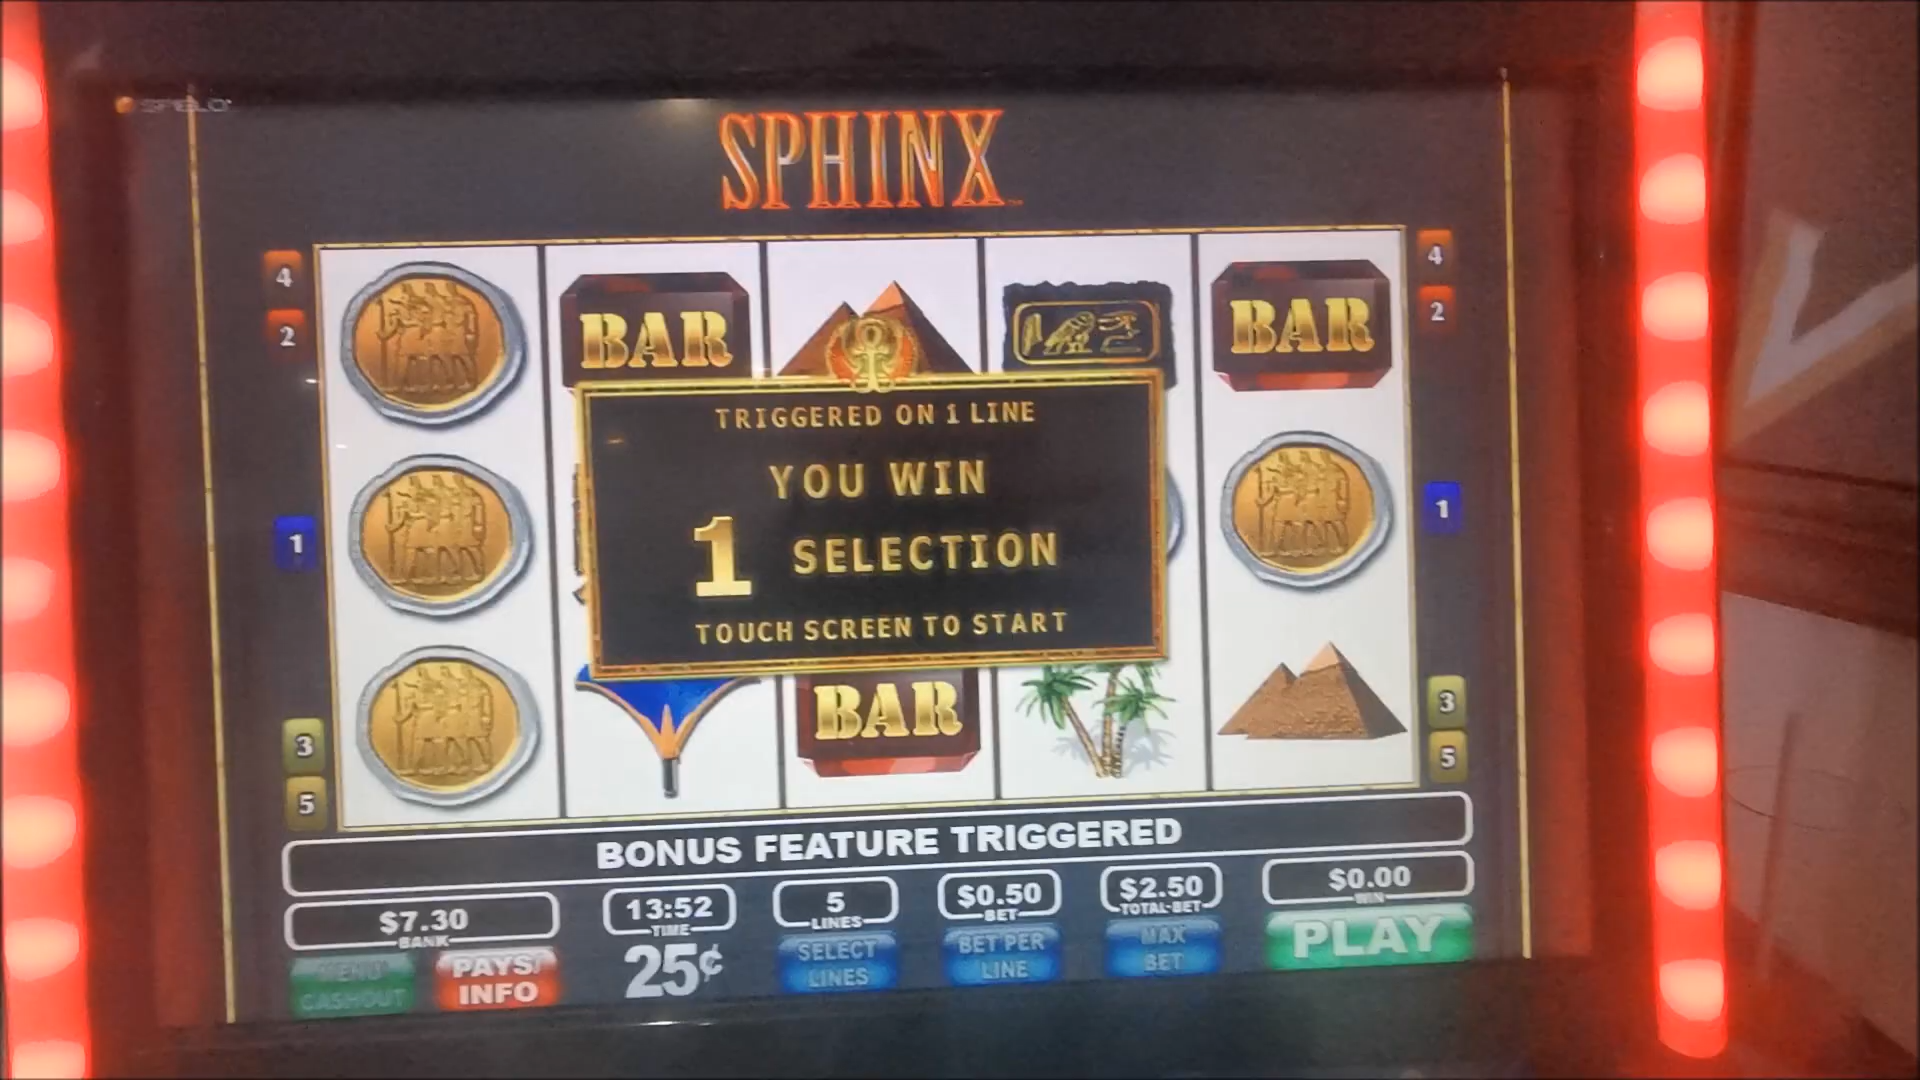 SPIELO
SPHINX™
4
4
2
2
BAR
BAR
TRIGGERED ON 1 LINE
YOU WIN
1 SELECTION
TOUCH SCREEN TO START
1
1
BAR
3
3
5
5
BONUS FEATURE TRIGGERED
$7.30
BANK
13:52
TIME
5
LINES
$0.50
BET
$2.50
TOTAL-BET
$0.00
WIN
MENU
CASHOUT
PAYS/
INFO
25¢
SELECT
LINES
BET PER
LINE
MAX
BET
PLAY